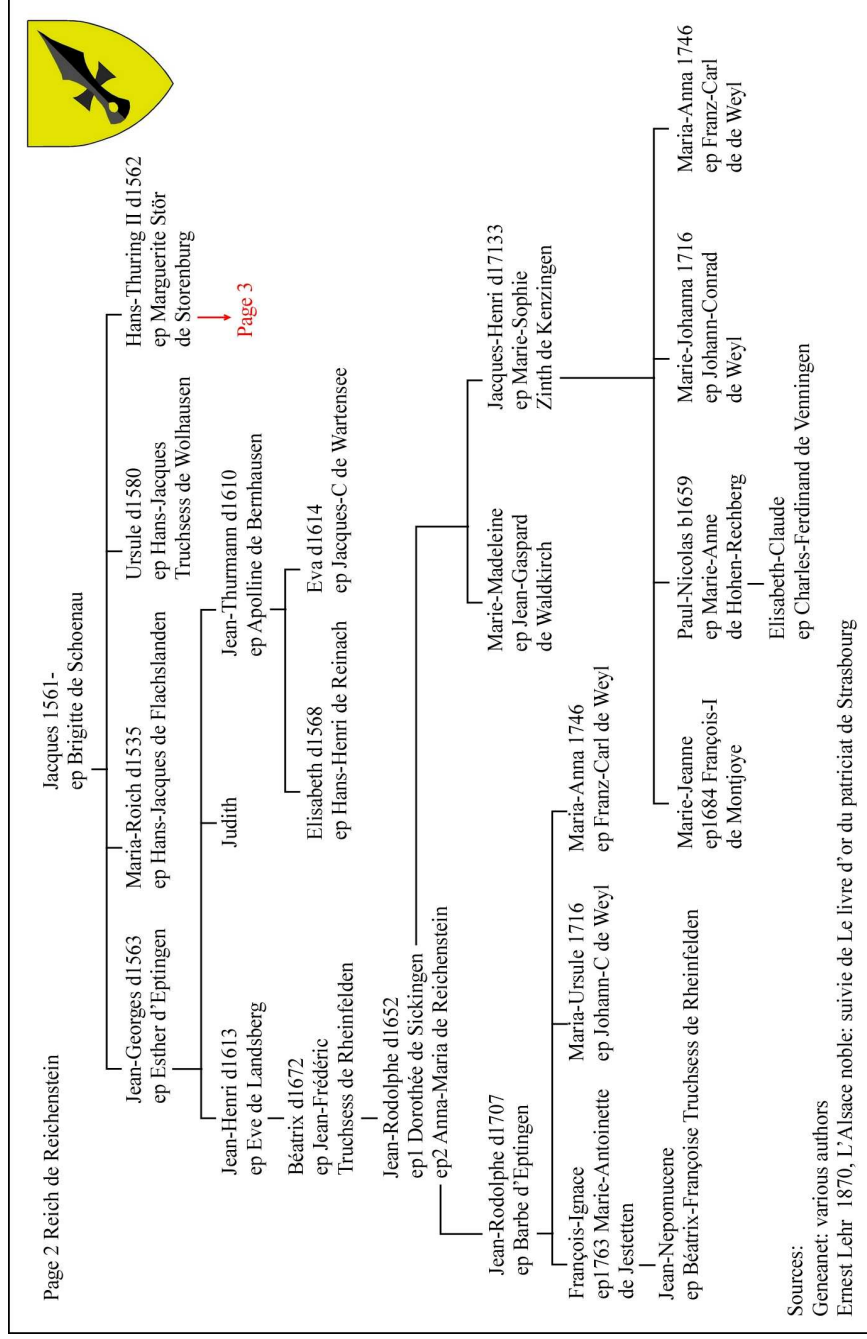 Page 2 Reich de Reichenstein
Jacques 1561-
ep Brigitte de Schoenau
Jean-Georges d1563
ep Esther d’Eptingen
Maria-Roich d1535
ep Hans-Jacques de Flachslanden
Ursule d1580
ep Hans-Jacques
Truchsess de Wolhausen
Hans-Thuring II d1562
ep Marguerite Stör
de Storenburg
Page 3
Jean-Henri d1613
ep Eve de Landsberg
Judith
Jean-Thurmann d1610
ep Apolline de Bernhausen
Béatrix d1672
ep Jean-Frédéric
Truchsess de Rheinfelden
Elisabeth d1568
ep Hans-Henri de Reinach
Eva d1614
ep Jacques-C de Wartensee
Jean-Rodolphe d1652
ep1 Dorothée de Sickingen
ep2 Anna-Maria de Reichenstein
Jean-Rodolphe d1707
ep Barbe d’Eptingen
Marie-Madeleine
ep Jean-Gaspard
de Waldkirch
Jacques-Henri d17133
ep Marie-Sophie
Zinth de Kenzingen
François-Ignace
ep1763 Marie-Antoinette
de Jestetten
Maria-Ursule 1716
ep Johann-C de Weyl
Maria-Anna 1746
ep Franz-Carl de Weyl
Jean-Nepomucene
ep Béatrix-Françoise Truchsess de Rheinfelden
Marie-Jeanne
ep1684 François-I
de Montjoye
Paul-Nicolas b1659
ep Marie-Anne
de Hohen-Rechberg
Marie-Johanna 1716
ep Johann-Conrad
de Weyl
Maria-Anna 1746
ep Franz-Carl
de de Weyl
Elisabeth-Claude
ep Charles-Ferdinand de Venningen
Sources:
Geneanet: various authors
Ernest Lehr  1870, L’Alsace noble: suivie de Le livre d’or du patriciat de Strasbourg